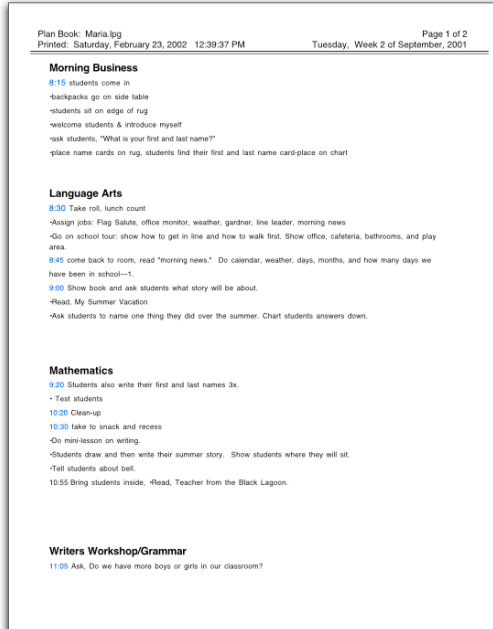 Plan Book: Maria.lpg
Page 1 of 2
Printed: Saturday, February 23, 2002 12:39:37 PM
Tuesday, Week 2 of September, 2001
Morning Business
8:15 students come in
•backpacks go on side table
•students sit on edge of rug
•welcome students & introduce myself
•ask students, "What is your first and last name?"
•place name cards on rug, students find their first and last name card-place on chart
Language Arts
8:30 Take roll, lunch count
•Assign jobs: Flag Salute, office monitor, weather, gardner, line leader, morning news
•Go on school tour: show how to get in line and how to walk first. Show office, cafeteria, bathrooms, and play
area.
8:45 come back to room, read "morning news." Do calendar, weather, days, months, and how many days we
have been in school---1.
9:00 Show book and ask students what story will be about.
•Read, My Summer Vacation
•Ask students to name one thing they did over the summer. Chart students answers down.
Mathematics
9:20 Students also write their first and last names 3x.
• Test students
10:20 Clean-up
10:30 take to snack and recess
•Do mini-lesson on writing.
•Students draw and then write their summer story. Show students where they will sit.
•Tell students about bell.
10:55 Bring students inside, •Read, Teacher from the Black Lagoon.
Writers Workshop/Grammar
11:05 Ask, Do we have more boys or girls in our classroom?